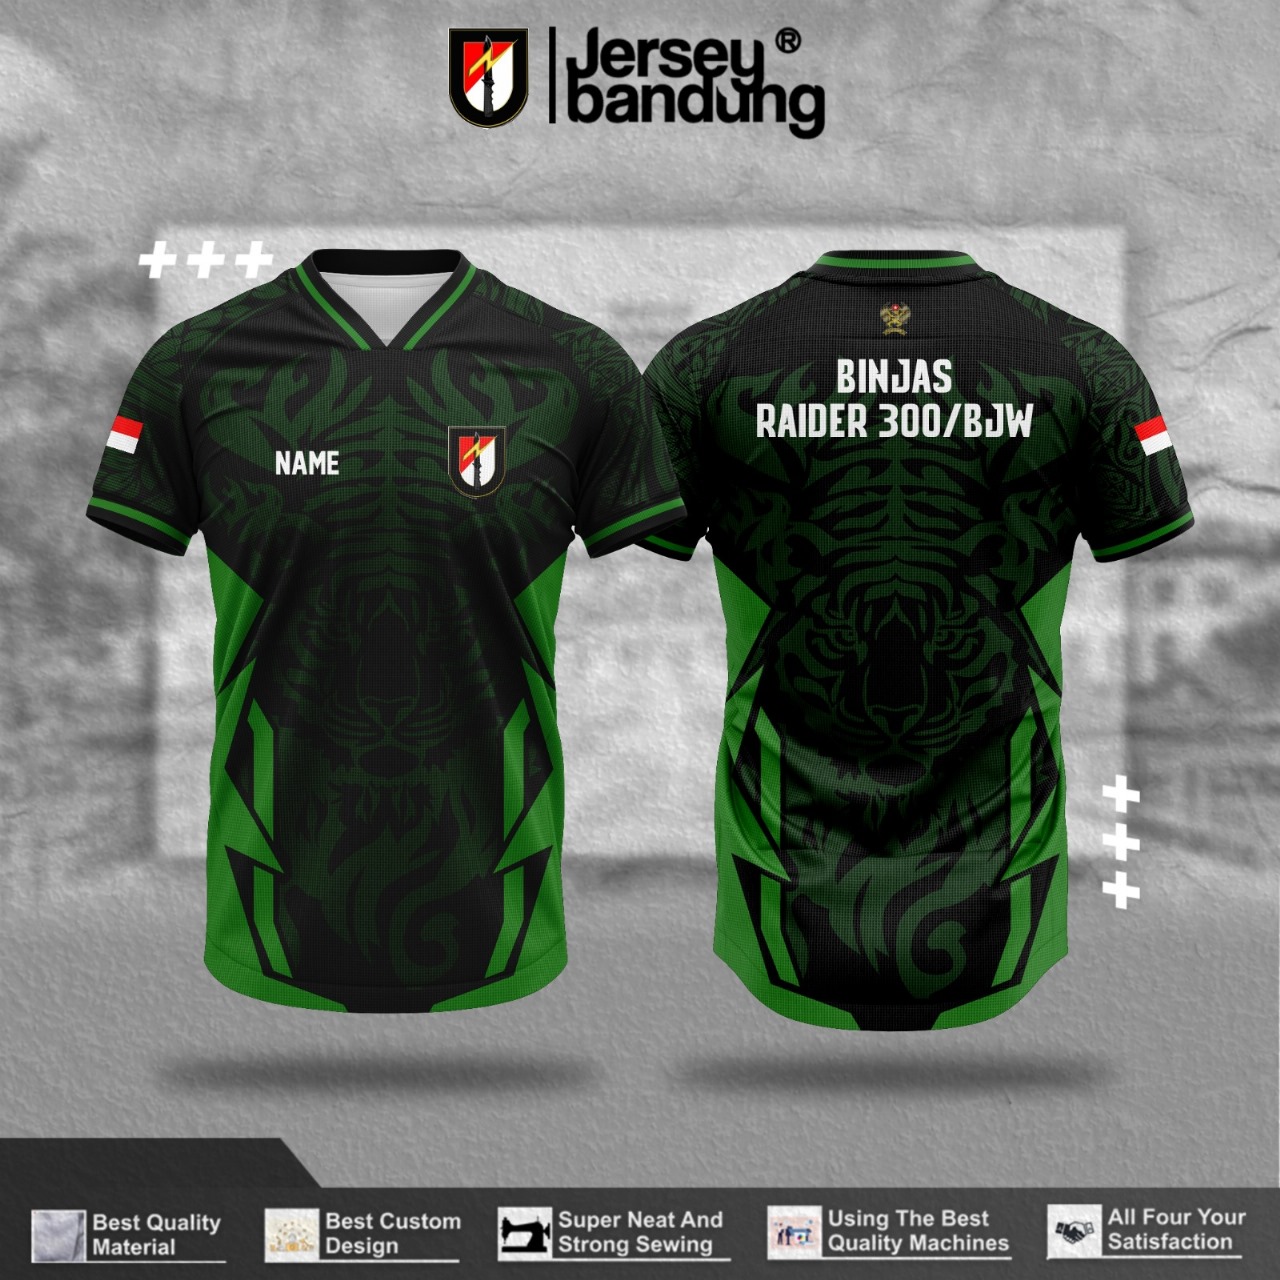 Jersey ®
bandung
NAME
BINJAS
RAIDER 300/BJW
Best Quality
Material
Best Custom
Design
Super Neat And
Strong Sewing
Using The Best
Quality Machines
All Four Your
Satisfaction